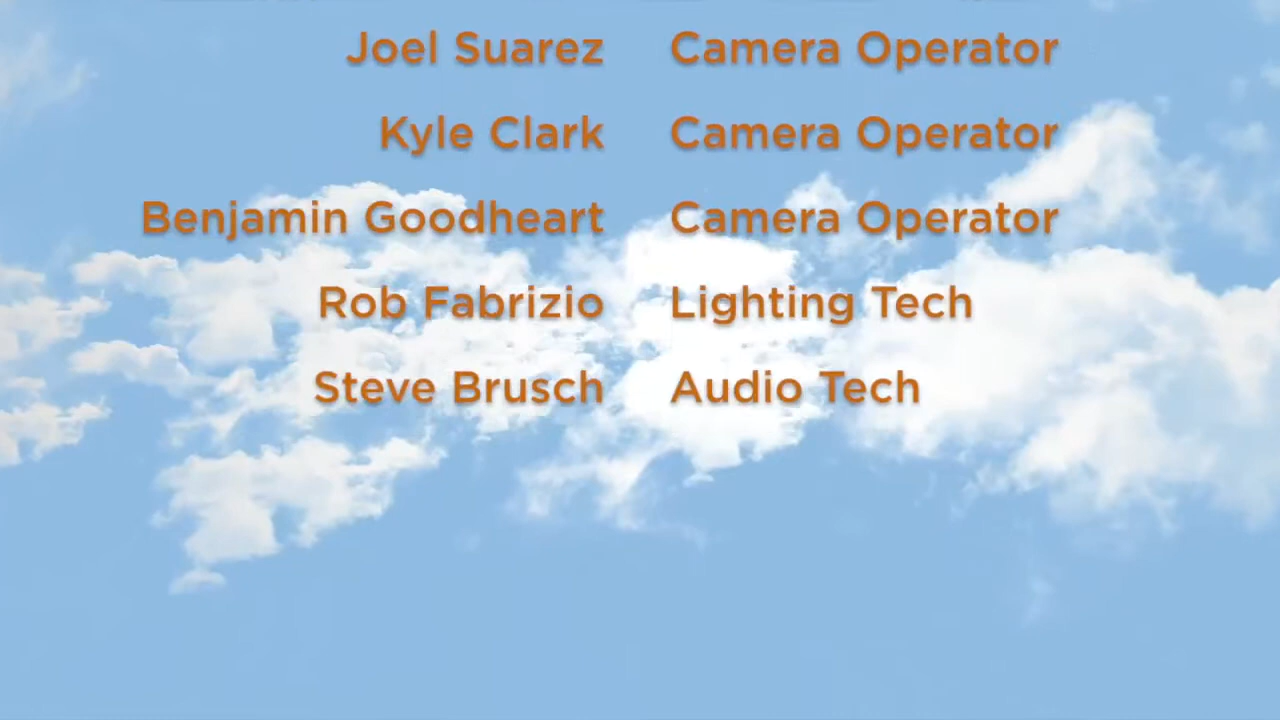 Joel Suarez Camera Operator
Kyle Clark Camera Operator
Benjamin Goodheart Camera Operator
Rob Fabrizio Lighting Tech
Steve Brusch Audio Tech